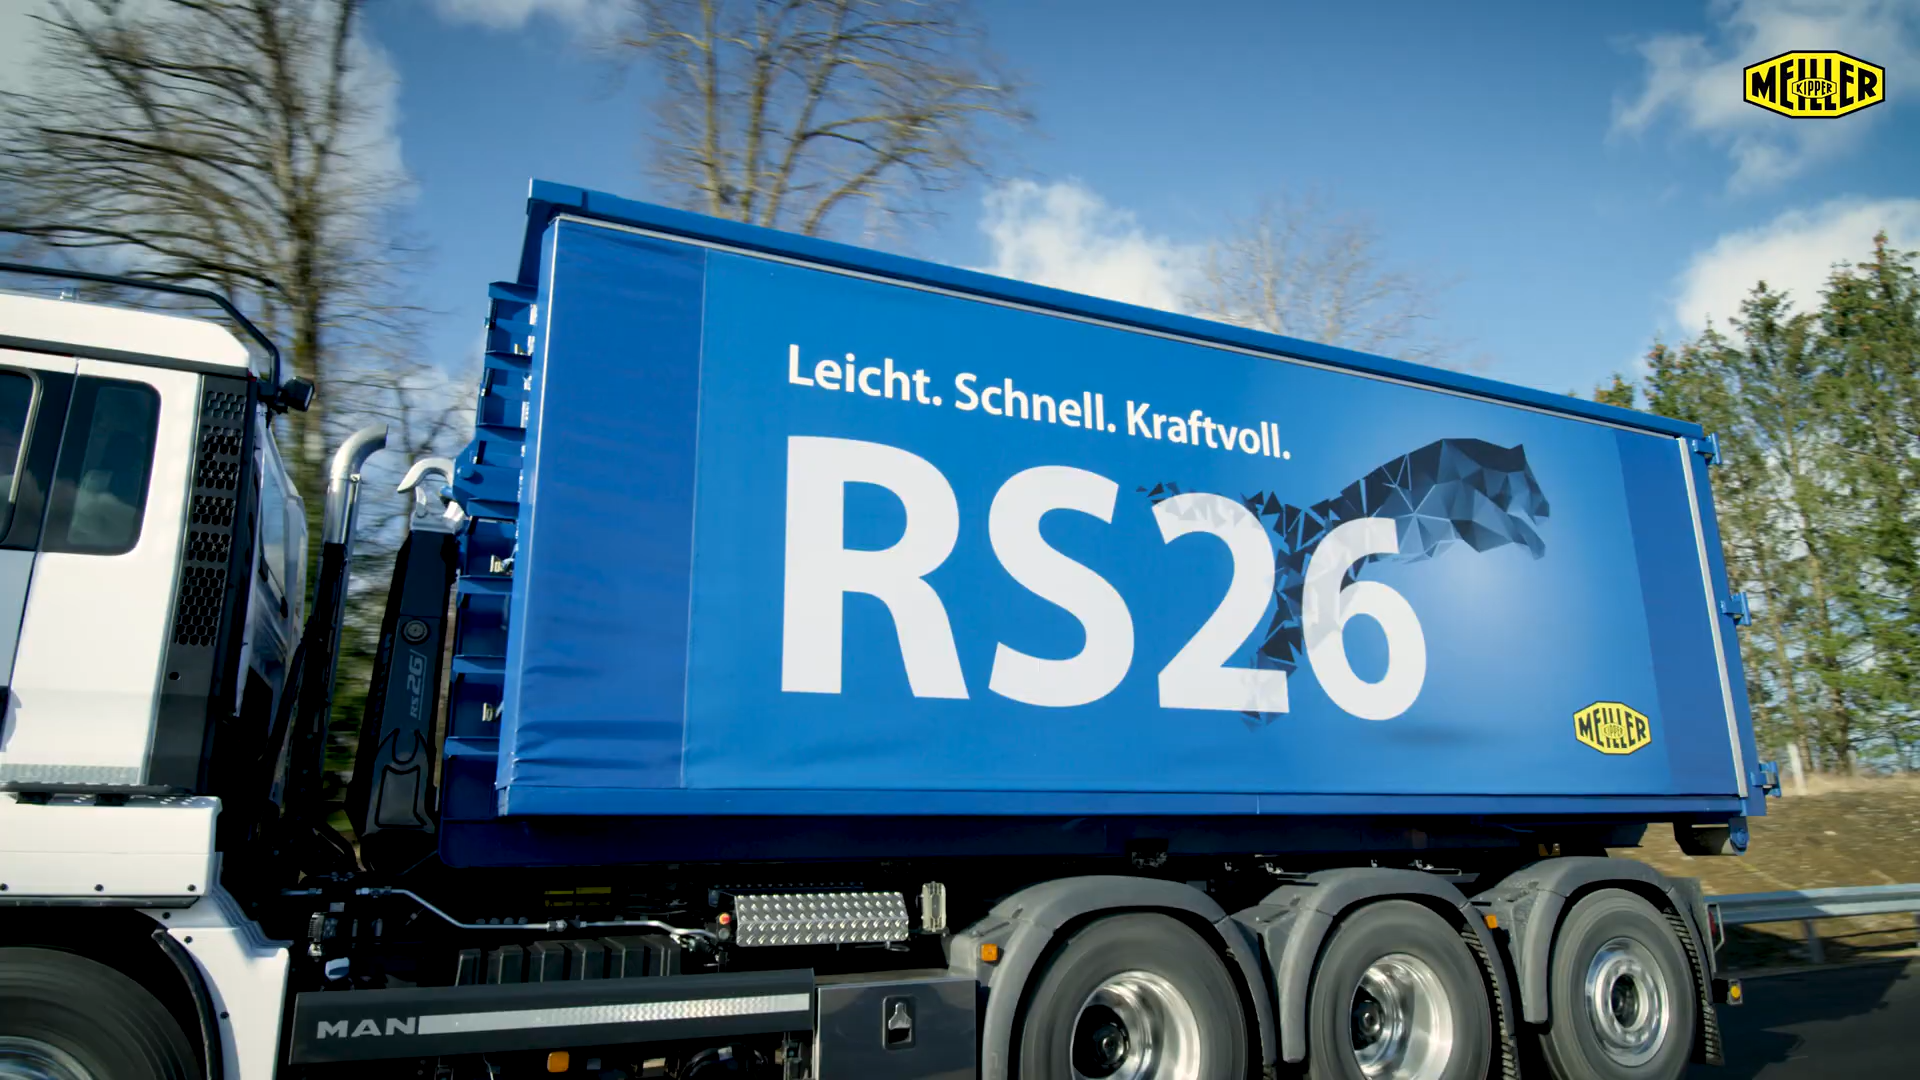 MEILLER
KIPPER
Leicht. Schnell. Kraftvoll.
RS26
RS26
MEILLER
KIPPER
MAN